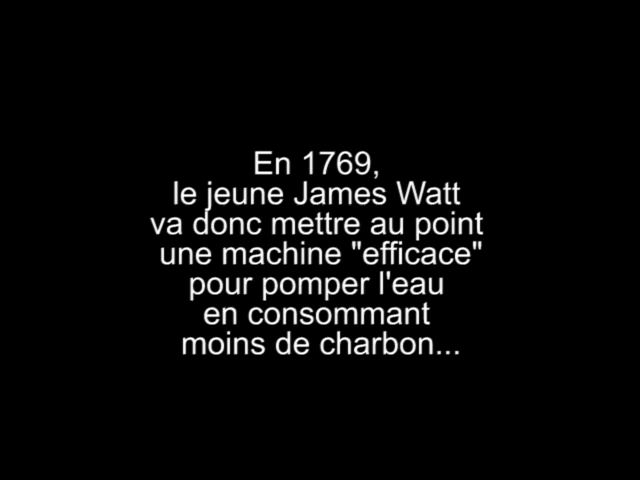 En 1769,
le jeune James Watt
va donc mettre au point
une machine "efficace"
pour pomper l'eau
en consommant
moins de charbon...